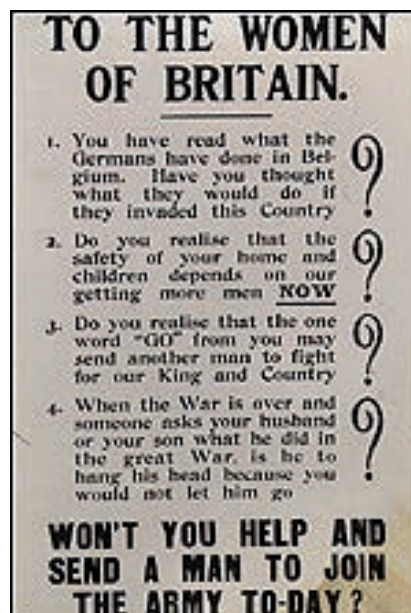 TO THE WOMEN
OF BRITAIN.
1. You have read what the
Germans have done in Bel-
gium. Have you thought
what they would do if
they invaded this Country ?
2. Do you realise that the
safety of your home and
children depends on our
getting more men NOW ?
3. Do you realise that the one
word "GO" from you may
send another man to fight
for our King and Country ?
4. When the War is over and
someone asks your husband
or your son what he did in
the great War, is he to
hang his head because you
would not let him go ?
WON'T YOU HELP AND
SEND A MAN TO JOIN
THE ARMY TO-DAY?